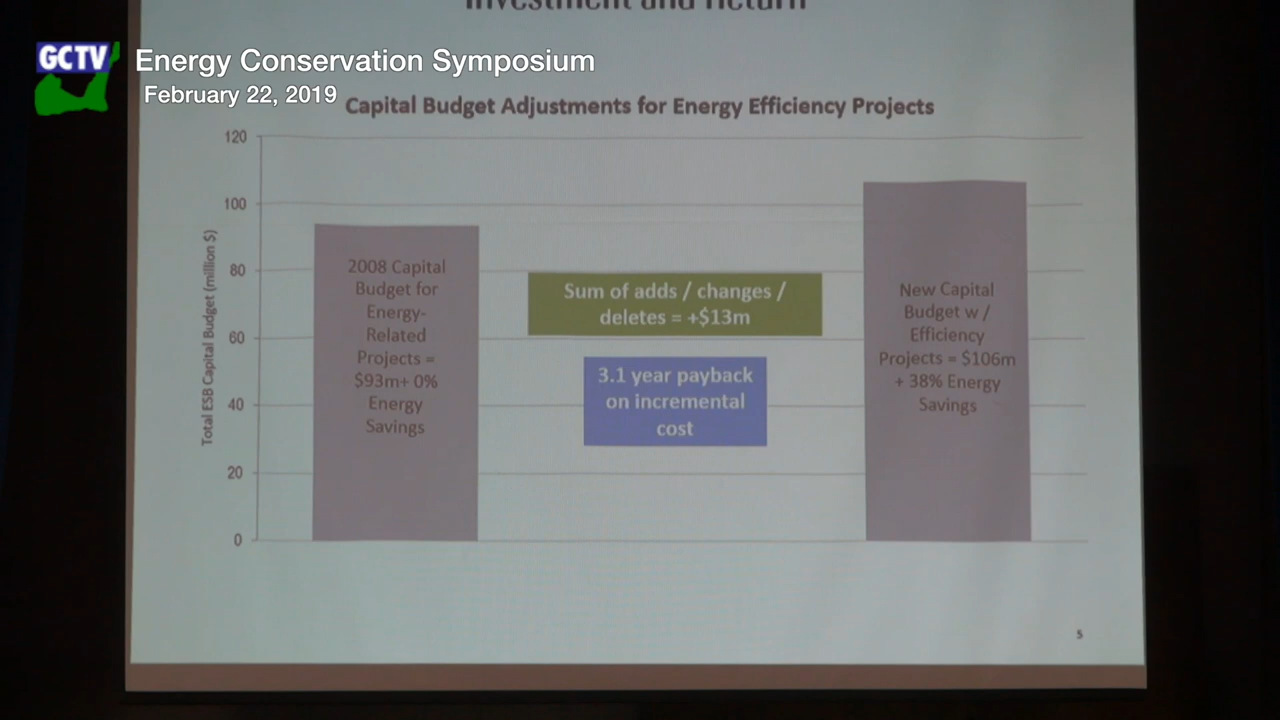 Investment and Return
GCTV
Energy Conservation Symposium
February 22, 2019
Capital Budget Adjustments for Energy Efficiency Projects
Total ESB Capital Budget (million $)
120
100
80
60
40
20
0
2008 Capital
Budget for
Energy-
Related
Projects =
$93m+ 0%
Energy
Savings
Sum of adds / changes /
deletes = +$13m
3.1 year payback
on incremental
cost
New Capital
Budget w /
Efficiency
Projects = $106m
+ 38% Energy
Savings
5